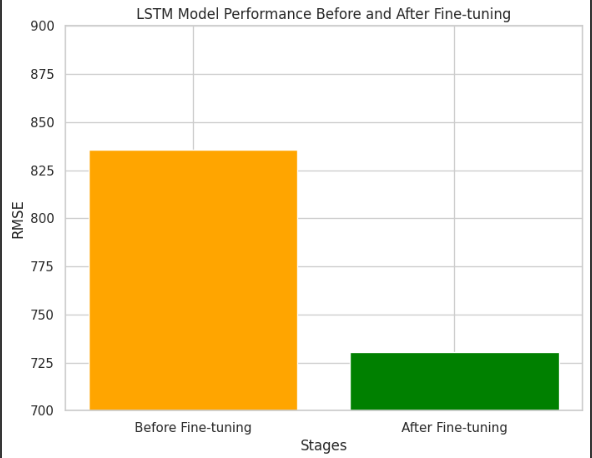 LSTM Model Performance Before and After Fine-tuning
900
875
850
825
800
775
750
725
700
RMSE
Before Fine-tuning
After Fine-tuning
Stages